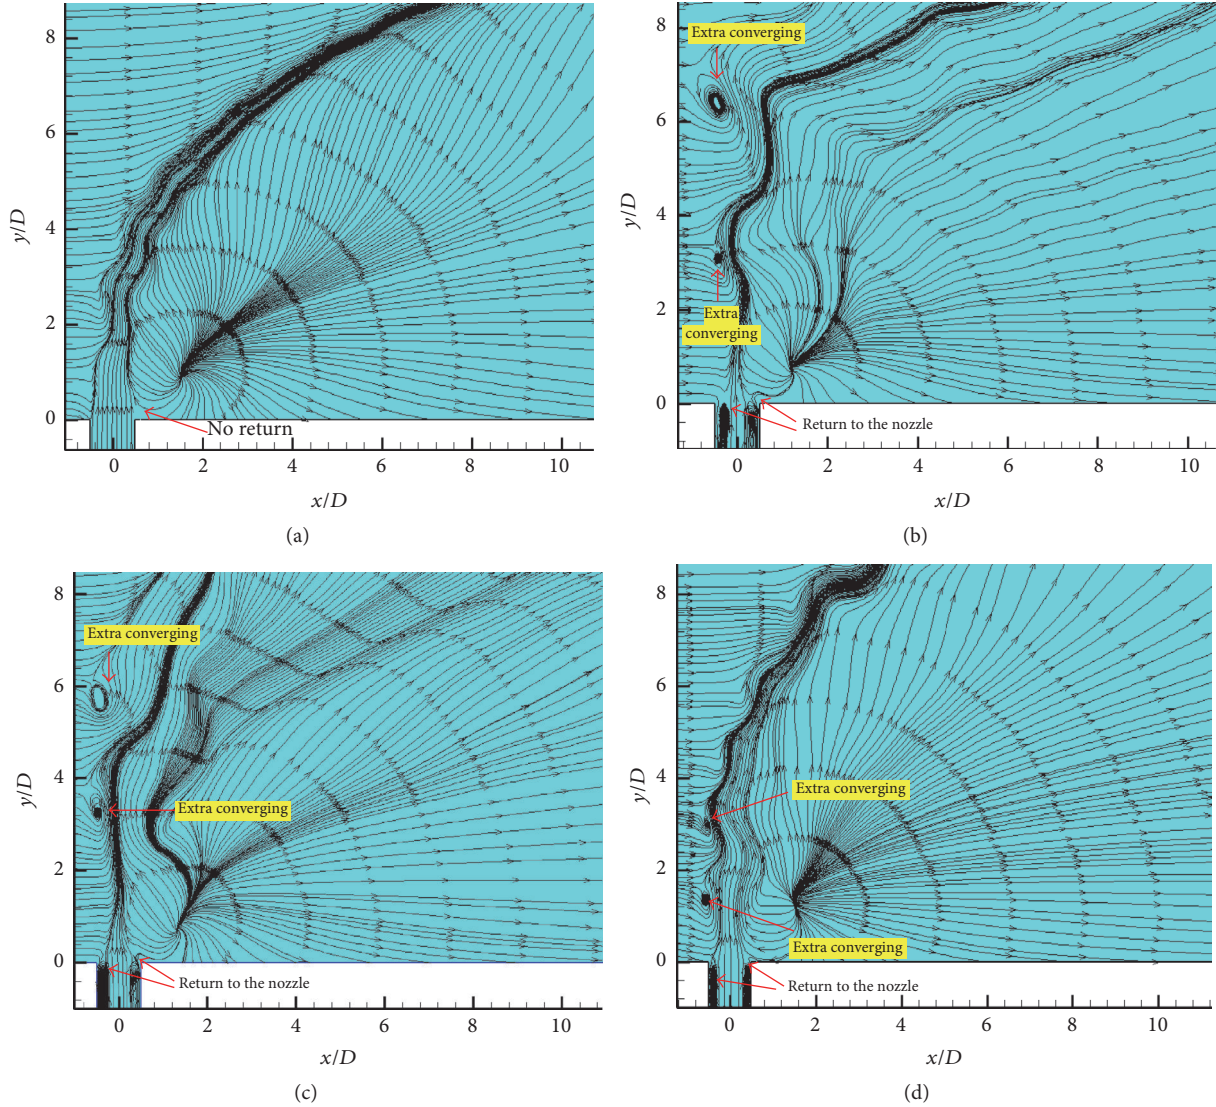 8
6
4
2
0
y/D
No return
0
2
4
6
8
10
x/D
(a)
Extra converging
8
6
4
2
0
y/D
Extra
converging
Return to the nozzle
0
2
4
6
8
10
x/D
(b)
Extra converging
8
6
4
2
0
y/D
Extra converging
Return to the nozzle
0
2
4
6
8
10
x/D
(c)
8
6
4
2
0
y/D
Extra converging
Extra converging
Return to the nozzle
0
2
4
6
8
10
x/D
(d)